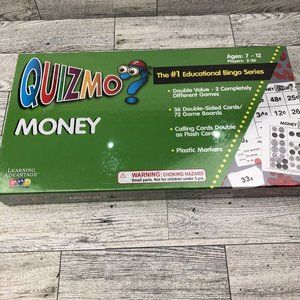 QUIZMO ?
MONEY
Ages: 7 - 12
Players: 2-36
The #1 Educational Bingo Series
• Double Value - 2 Completely
Different Games
• 36 Double-Sided Cards/
72 Game Boards
• Calling Cards Double
as Flash Cards
• Plastic Markers
WARNING: CHOKING HAZARD
Small parts. Not for children under 3 yrs.
LEARNING
ADVANTAGE
48¢
25¢
MONEY
33¢